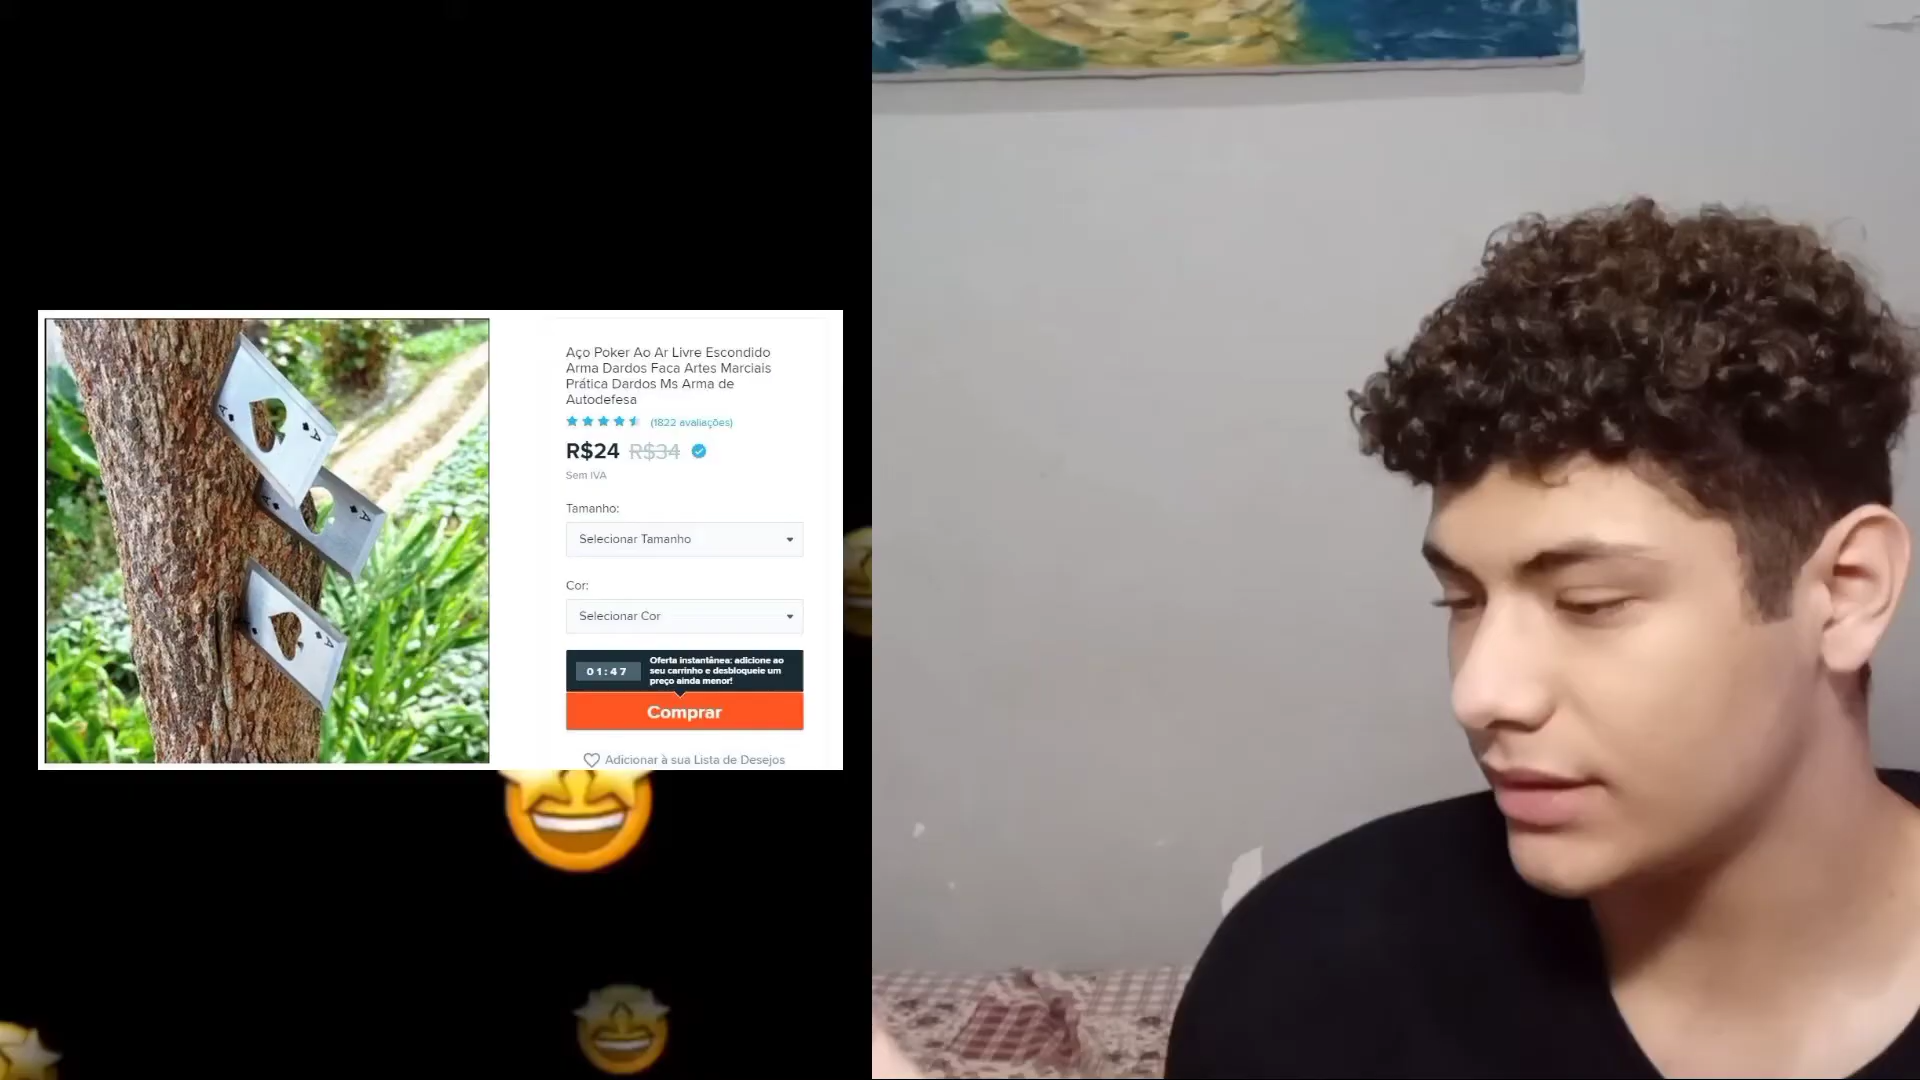 A
A
A
A
A
Aço Poker Ao Ar Livre Escondido
Arma Dardos Faca Artes Marciais
Prática Dardos Ms Arma de
Autodefesa
(1822 avaliações)
R$24 R$34
Sem IVA
Tamanho:
Selecionar Tamanho
Cor:
Selecionar Cor
01:47
Oferta instantânea: adicione ao
seu carrinho e desbloqueie um
preço ainda menor!
Comprar
Adicionar à sua Lista de Desejos